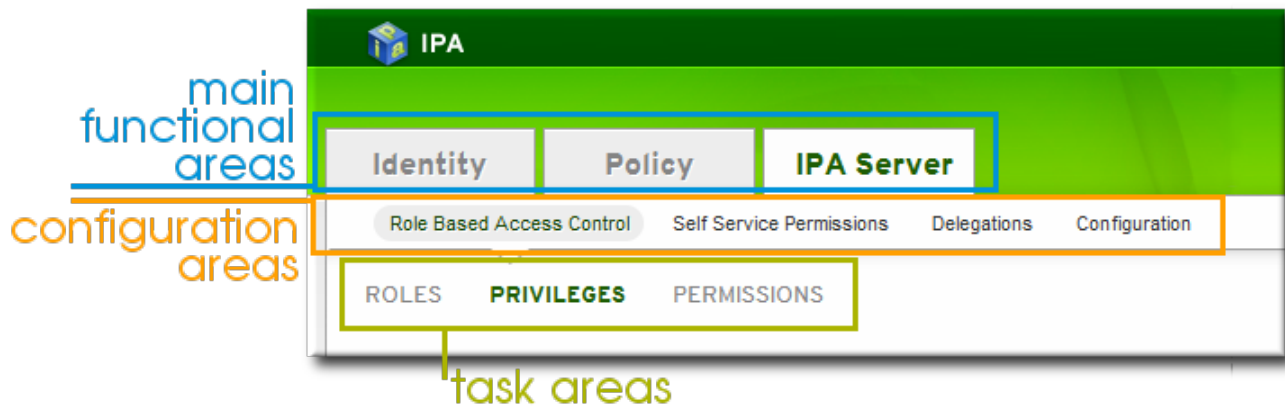 IPA
main
functional
areas
Identity Policy IPA Server
configuration
areas
Role Based Access Control Self Service Permissions Delegations Configuration
ROLES PRIVILEGES PERMISSIONS
task areas